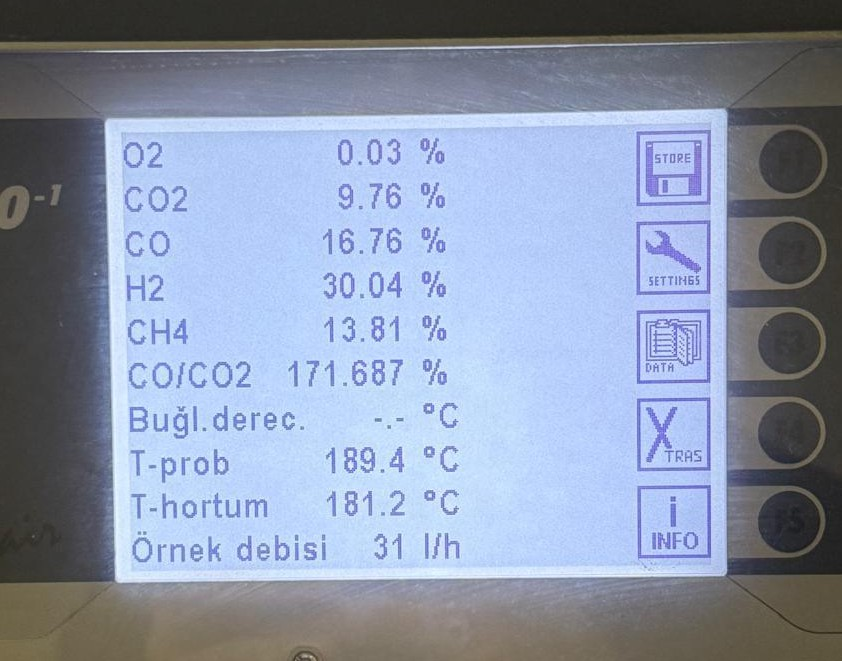 0-1
O2 0.03 %
CO2 9.76 %
CO 16.76 %
H2 30.04 %
CH4 13.81 %
CO/CO2 171.687 %
Buğl.derec. -.- °C
T-prob 189.4 °C
T-hortum 181.2 °C
Örnek debisi 31 l/h
STORE
SETTINGS
DATA
XTRAS
i
INFO
F1
F2
F3
F4
F5
air